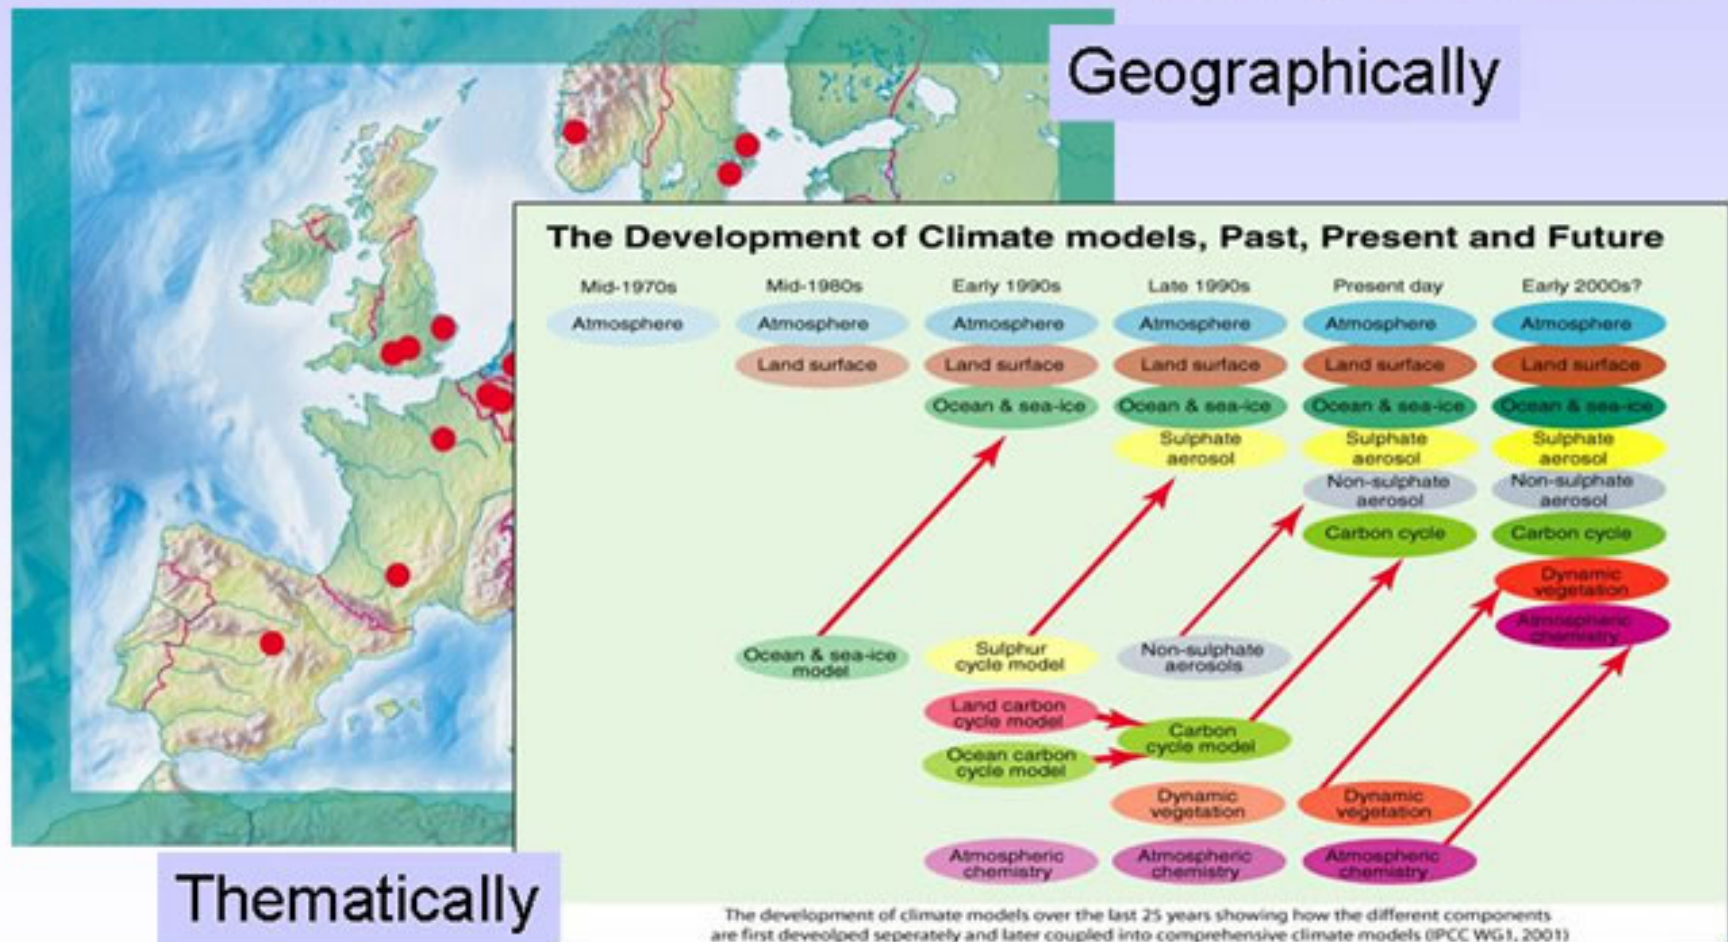 Geographically
The Development of Climate models, Past, Present and Future
Mid-1970s Mid-1980s Early 1990s Late 1990s Present day Early 2000s?
Atmosphere Atmosphere Atmosphere Atmosphere Atmosphere Atmosphere
Land surface Land surface Land surface Land surface Land surface
Ocean & sea-ice Ocean & sea-ice Ocean & sea-ice Ocean & sea-ice
Sulphate Sulphate Sulphate
aerosol aerosol aerosol
Non-sulphate Non-sulphate
aerosol aerosol
Carbon cycle Carbon cycle
Dynamic
vegetation
Atmospheric
chemistry
Ocean & sea-ice
model
Sulphur
cycle model
Non-sulphate
aerosols
Land carbon
cycle model
Carbon
cycle model
Ocean carbon
cycle model
Dynamic Dynamic
vegetation vegetation
Atmospheric Atmospheric Atmospheric
chemistry chemistry chemistry
Thematically
The development of climate models over the last 25 years showing how the different components
are first deveolped seperately and later coupled into comprehensive climate models (IPCC WG1, 2001)